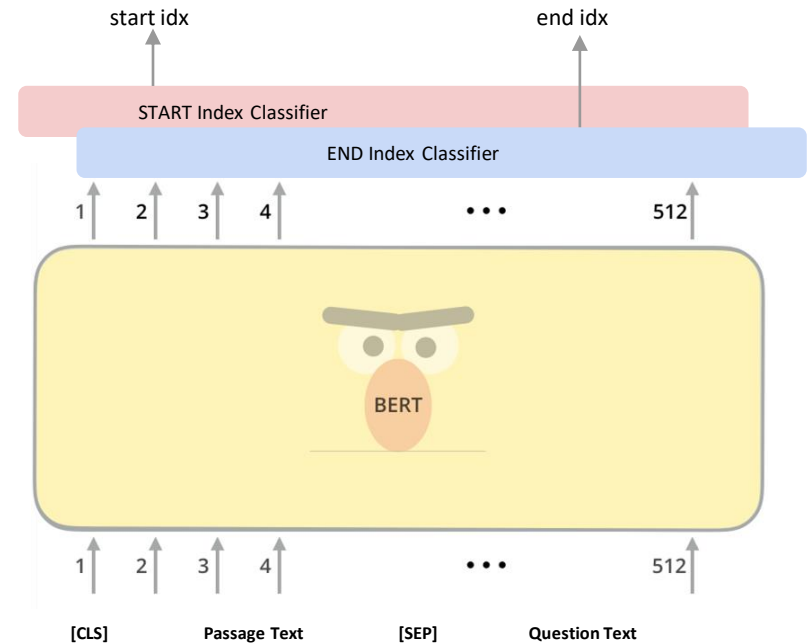 start idx end idx
START Index Classifier
END Index Classifier
1 2 3 4 ••• 512
BERT
1 2 3 4 ••• 512
[CLS] Passage Text [SEP] Question Text